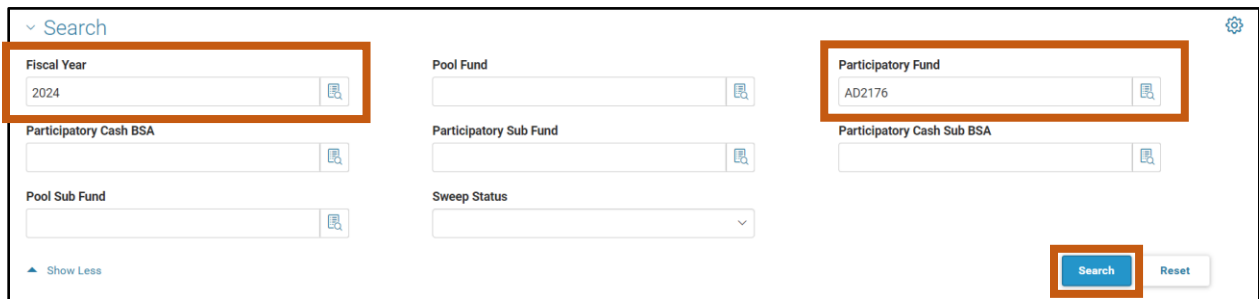 Search
Fiscal Year
Pool Fund
Participatory Fund
2024
AD2176
Participatory Cash BSA
Participatory Sub Fund
Participatory Cash Sub BSA
Pool Sub Fund
Sweep Status
Show Less
Search
Reset